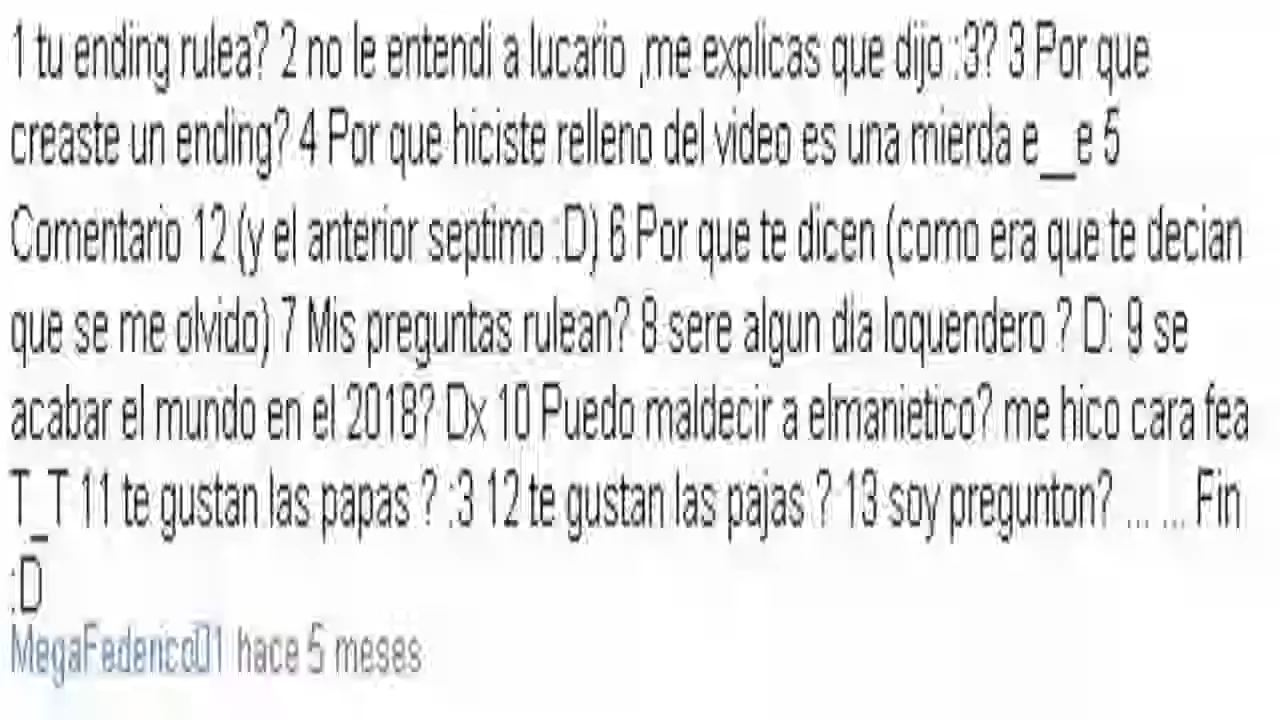 1 tu ending rulea? 2 no le entendi a lucario ,me explicas que dijo :3? 3 Por que
creaste un ending? 4 Por que hiciste relleno del video es una mierda e__e 5
Comentario 12 (y el anterior septimo :D) 6 Por que te dicen (como era que te decian
que se me olvido) 7 Mis preguntas rulean? 8 sere algun dia loquendero ? D: 9 se
acabar el mundo en el 2018? Dx 10 Puedo maldecir a elmanietico? me hico cara fea
T_T 11 te gustan las papas ? :3 12 te gustan las pajas ? 13 soy pregunton? ... ... Fin
:D
MegaFederico01 hace 5 meses